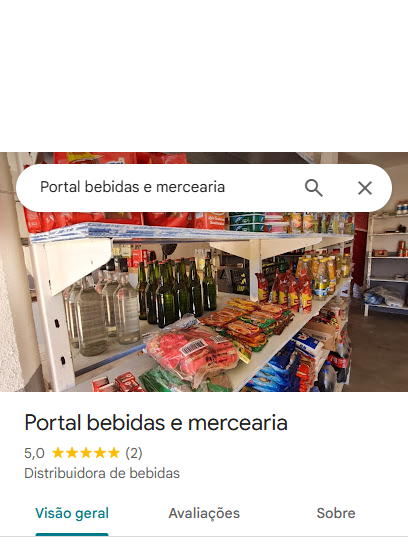 Portal bebidas e mercearia
Portal bebidas e mercearia
5,0 ★★★★★ (2)
Distribuidora de bebidas
Visão geral Avaliações Sobre